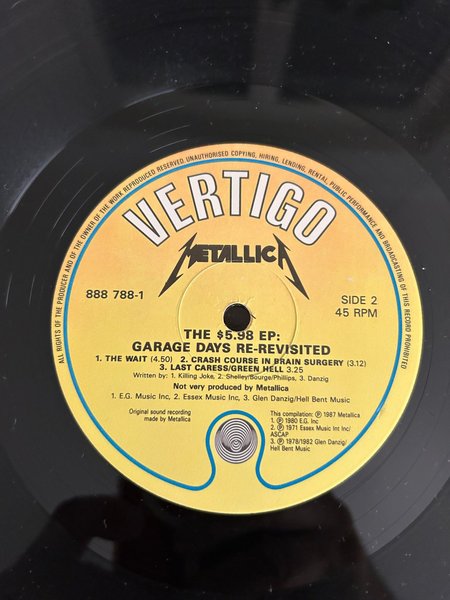 ALL RIGHTS OF THE PRODUCER AND OF THE OWNER OF THE WORK REPRODUCED RESERVED. UNAUTHORISED COPYING, HIRING, LENDING, RENTAL, PUBLIC PERFORMANCE AND BROADCASTING OF THIS RECORD PROHIBITED
VERTIGO
METALLICA
888 788-1
SIDE 2
45 RPM
THE $5.98 EP:
GARAGE DAYS RE-REVISITED
1. THE WAIT (4.50) 2. CRASH COURSE IN BRAIN SURGERY (3.12)
3. LAST CARESS/GREEN HELL 3.25
Written by: 1. Killing Joke, 2. Shelley/Bourge/Phillips, 3. Danzig
Not very produced by Metallica
1. E.G. Music Inc, 2. Essex Music Inc, 3. Glen Danzig/Hell Bent Music
Original sound recording
made by Metallica
This compilation: ℗ 1987 Metallica
1. ℗ 1980 E.G. Inc
2. ℗ 1971 Essex Music Int Inc/
ASCAP
3. ℗ 1978/1982 Glen Danzig/
Hell Bent Music